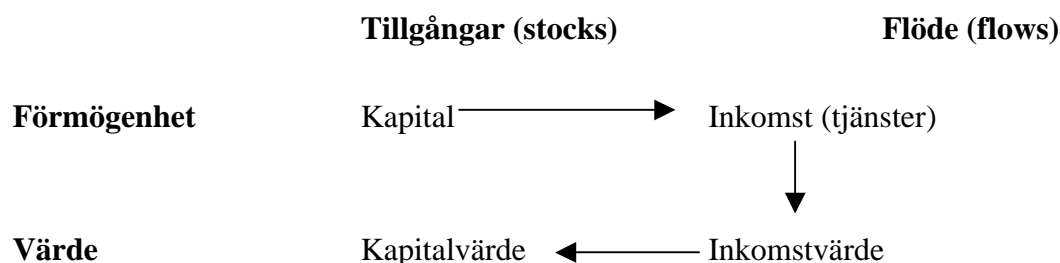 Tillgångar (stocks) Flöde (flows)
Förmögenhet Kapital Inkomst (tjänster)
Värde Kapitalvärde Inkomstvärde